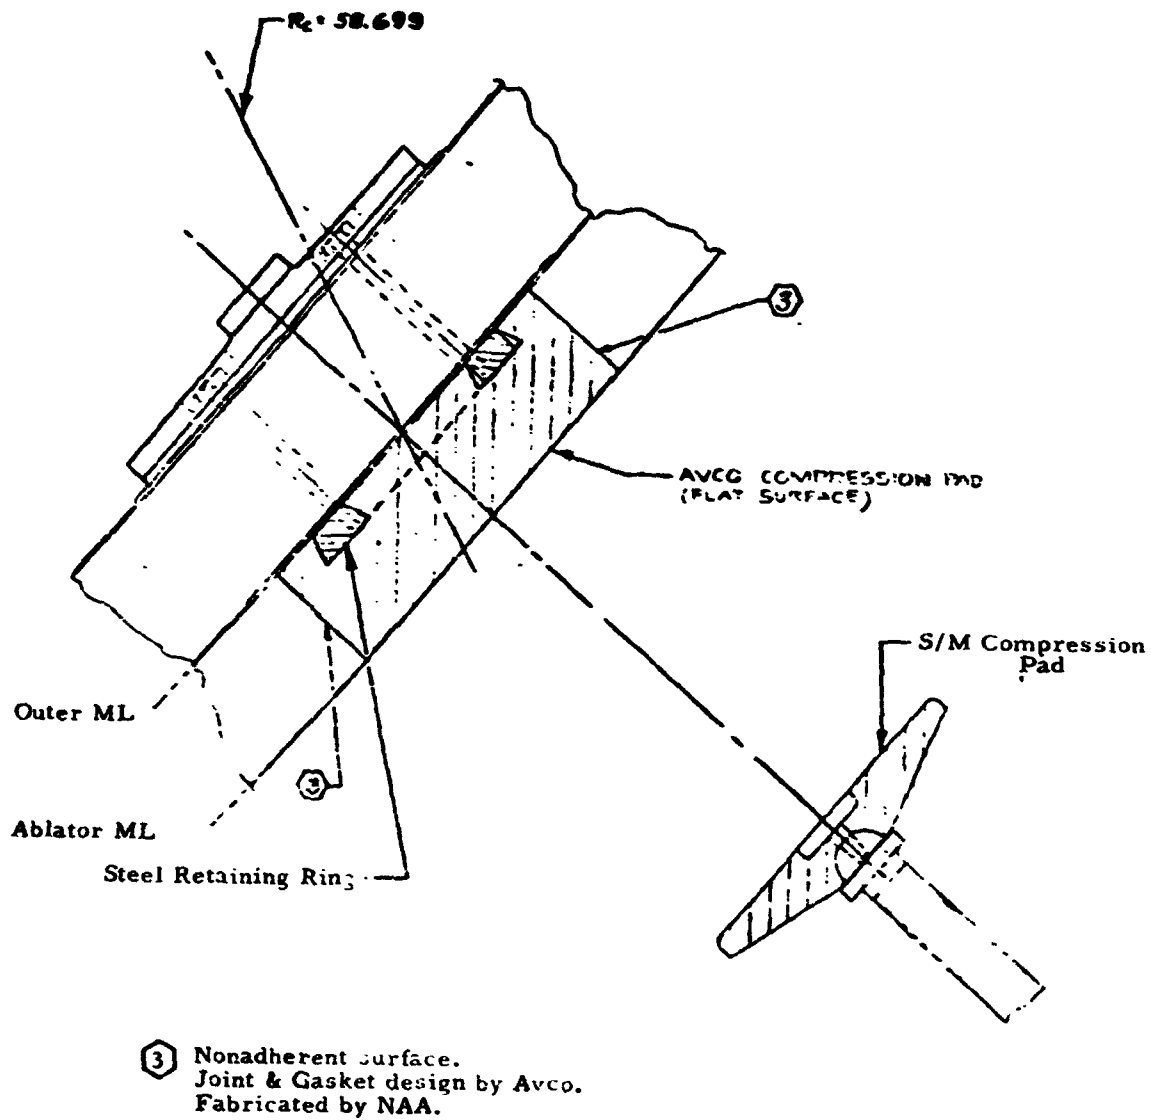 Rc = 58.699
3
AVCO COMPRESSION PAD
(FLAT SURFACE)
S/M Compression
Pad
Outer ML
3
Ablator ML
Steel Retaining Ring
3 Nonadherent surface.
Joint & Gasket design by Avco.
Fabricated by NAA.